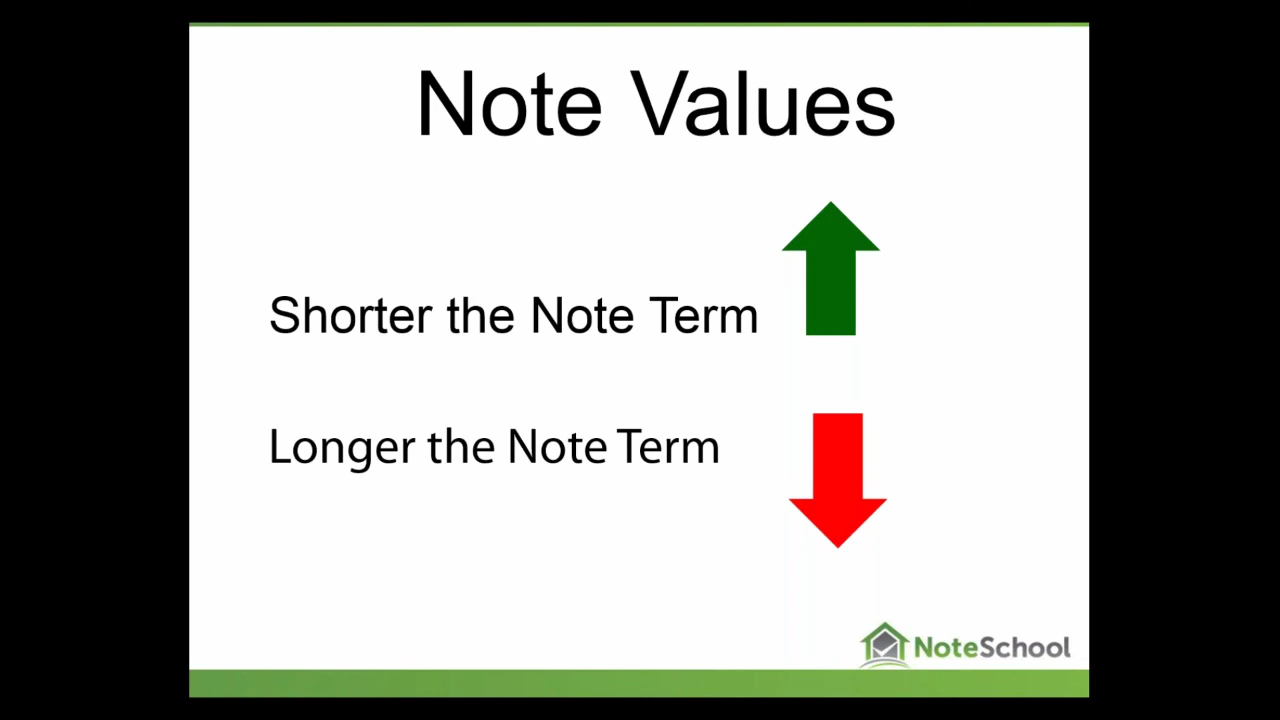 Note Values
Shorter the Note Term
Longer the Note Term
NoteSchool